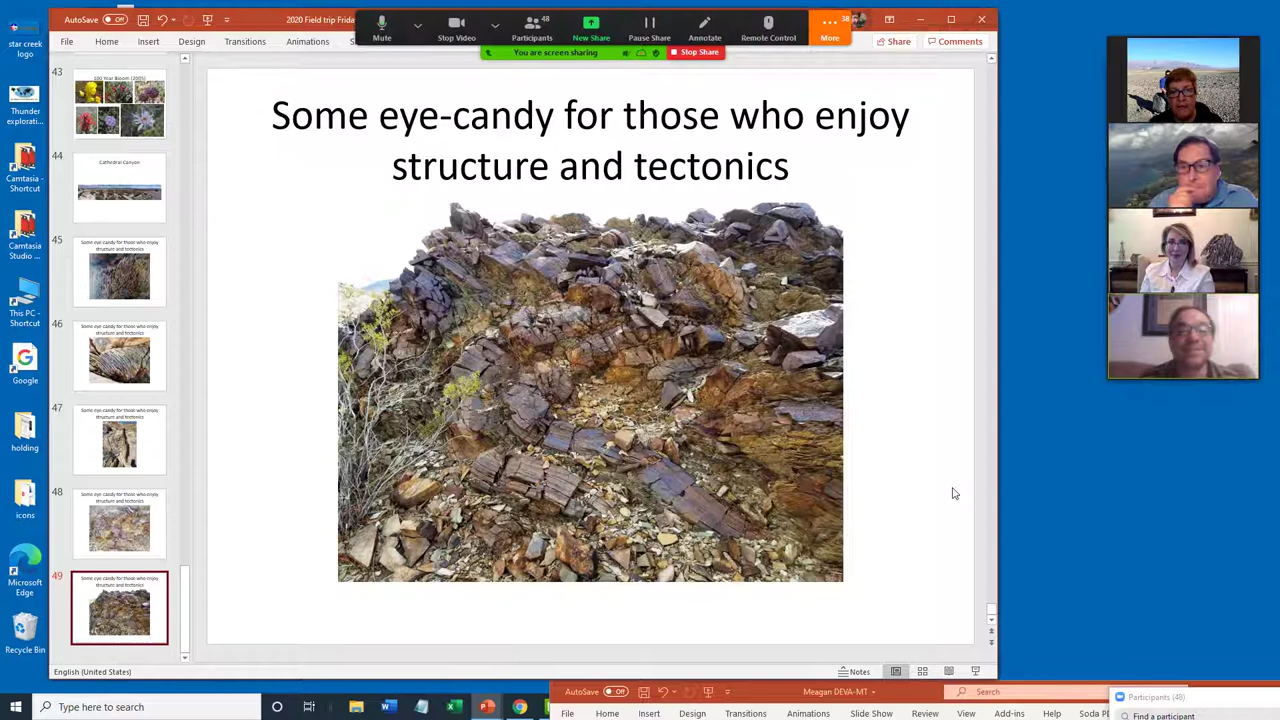 AutoSave Off 2020 Field trip Frida
48
38
Mute Stop Video Participants New Share Pause Share Annotate Remote Control More
You are screen sharing Stop Share
File Home Insert Design Transitions Animations S Share Comments
star creek
logo
Thunder
explorati...
Camtasia -
Shortcut
Camtasia
Studio ...
This PC -
Shortcut
Google
holding
icons
Microsoft
Edge
Recycle Bin
43
100 Year Bloom (2005)
44
Cathedral Canyon
45
Some eye-candy for those who enjoy
structure and tectonics
46
Some eye-candy for those who enjoy
structure and tectonics
47
Some eye-candy for those who enjoy
structure and tectonics
48
Some eye-candy for those who enjoy
structure and tectonics
49
Some eye-candy for those who enjoy
structure and tectonics
Some eye-candy for those who enjoy
structure and tectonics
English (United States) Notes
AutoSave Off Meagan DEVA-MT Search
Participants (48)
Type here to search
File Home Insert Design Transitions Animations Slide Show Review View Add-ins Help Soda P
Find a participant